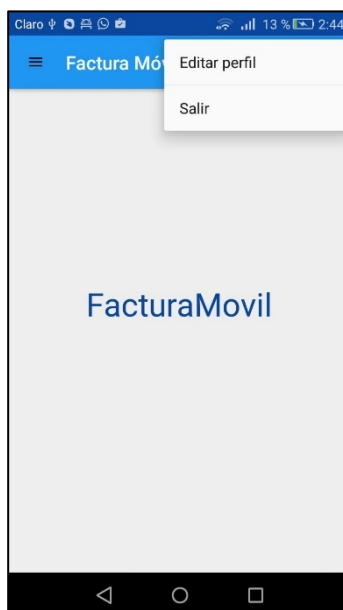 Claro 13 % 2:44
Factura Mó
Editar perfil
Salir
FacturaMovil